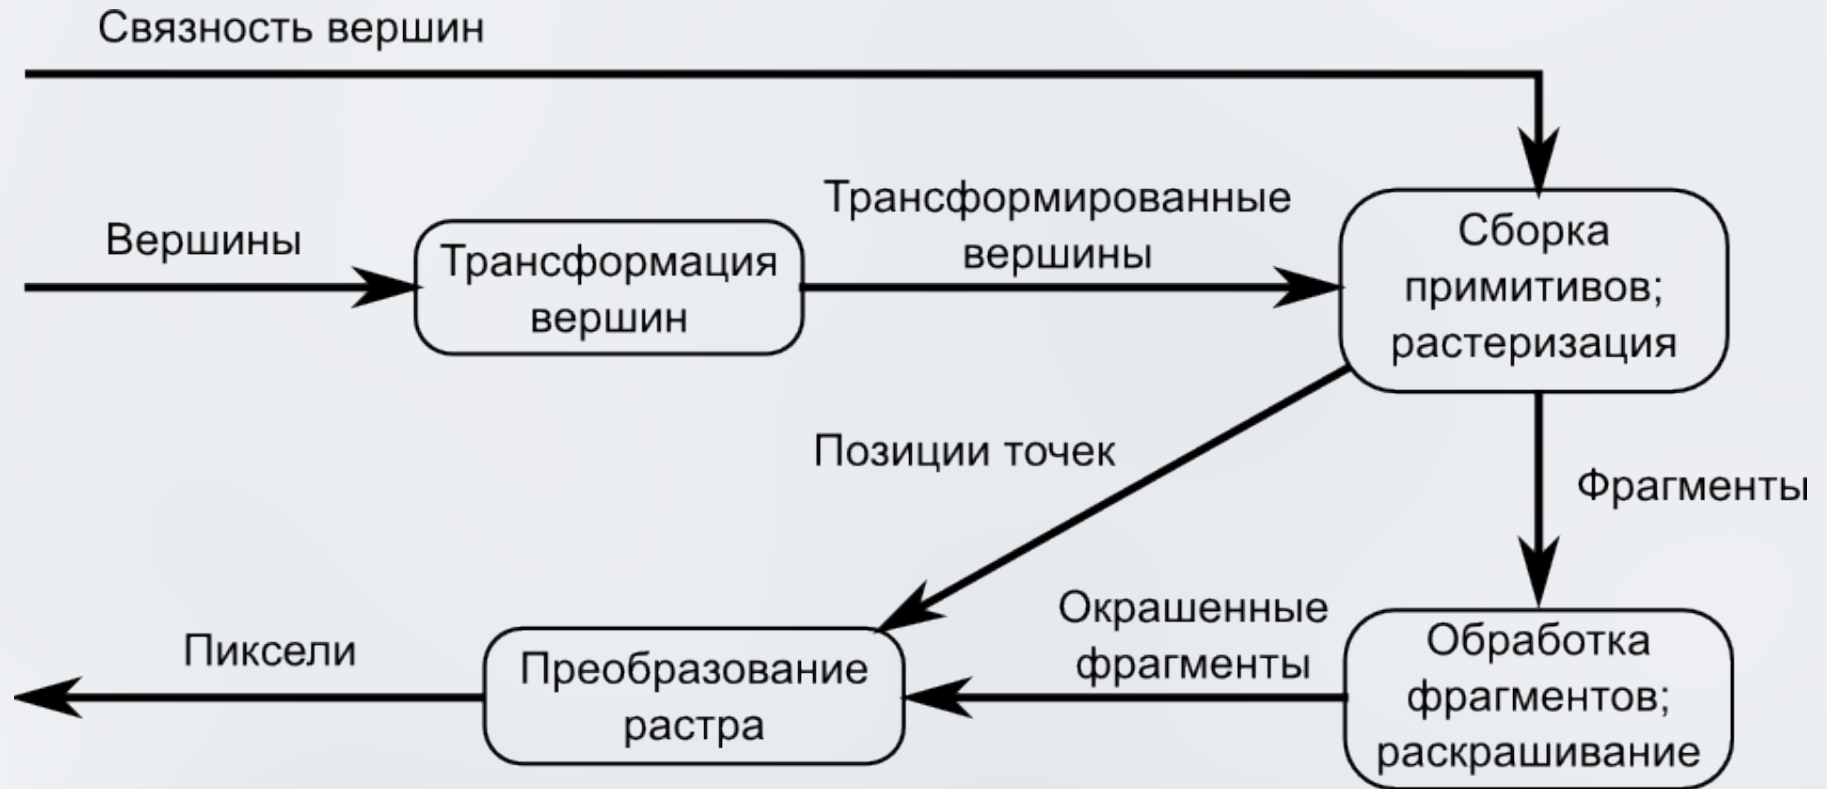 Связность вершин
Вершины
Трансформация
вершин
Трансформированные
вершины
Сборка
примитивов;
растеризация
Позиции точек
Фрагменты
Обработка
фрагментов;
раскрашивание
Окрашенные
фрагменты
Преобразование
растра
Пиксели